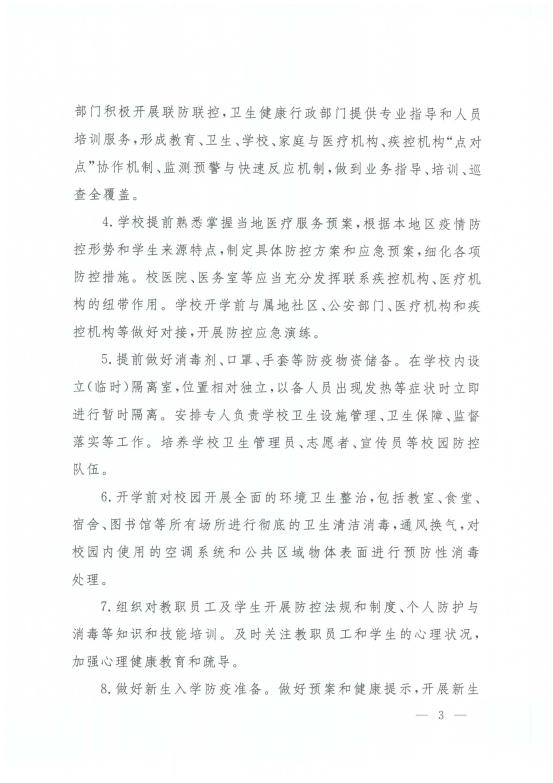 部门积极开展联防联控，卫生健康行政部门提供专业指导和人员
培训服务，形成教育、卫生、学校、家庭与医疗机构、疾控机构“点对
点”协作机制、监测预警与快速反应机制，做到业务指导、培训、巡
查全覆盖。
4.学校提前熟悉掌握当地医疗服务预案，根据本地区疫情防
控形势和学生来源特点，制定具体防控方案和应急预案，细化各项
防控措施。校医院、医务室等应当充分发挥联系疾控机构、医疗机
构的纽带作用。学校开学前与属地社区、公安部门、医疗机构和疾
控机构等做好对接，开展防控应急演练。
5.提前做好消毒剂、口罩、手套等防疫物资储备。在学校内设
立(临时)隔离室，位置相对独立，以备人员出现发热等症状时立即
进行暂时隔离。安排专人负责学校卫生设施管理、卫生保障、监督
落实等工作。培养学校卫生管理员、志愿者、宣传员等校园防控
队伍。
6.开学前对校园开展全面的环境卫生整治，包括教室、食堂、
宿舍、图书馆等所有场所进行彻底的卫生清洁消毒，通风换气，对
校园内使用的空调系统和公共区域物体表面进行预防性消毒
处理。
7.组织对教职员工及学生开展防控法规和制度、个人防护与
消毒等知识和技能培训。及时关注教职员工和学生的心理状况，
加强心理健康教育和疏导。
8.做好新生入学防疫准备。做好预案和健康提示，开展新生
— 3 —